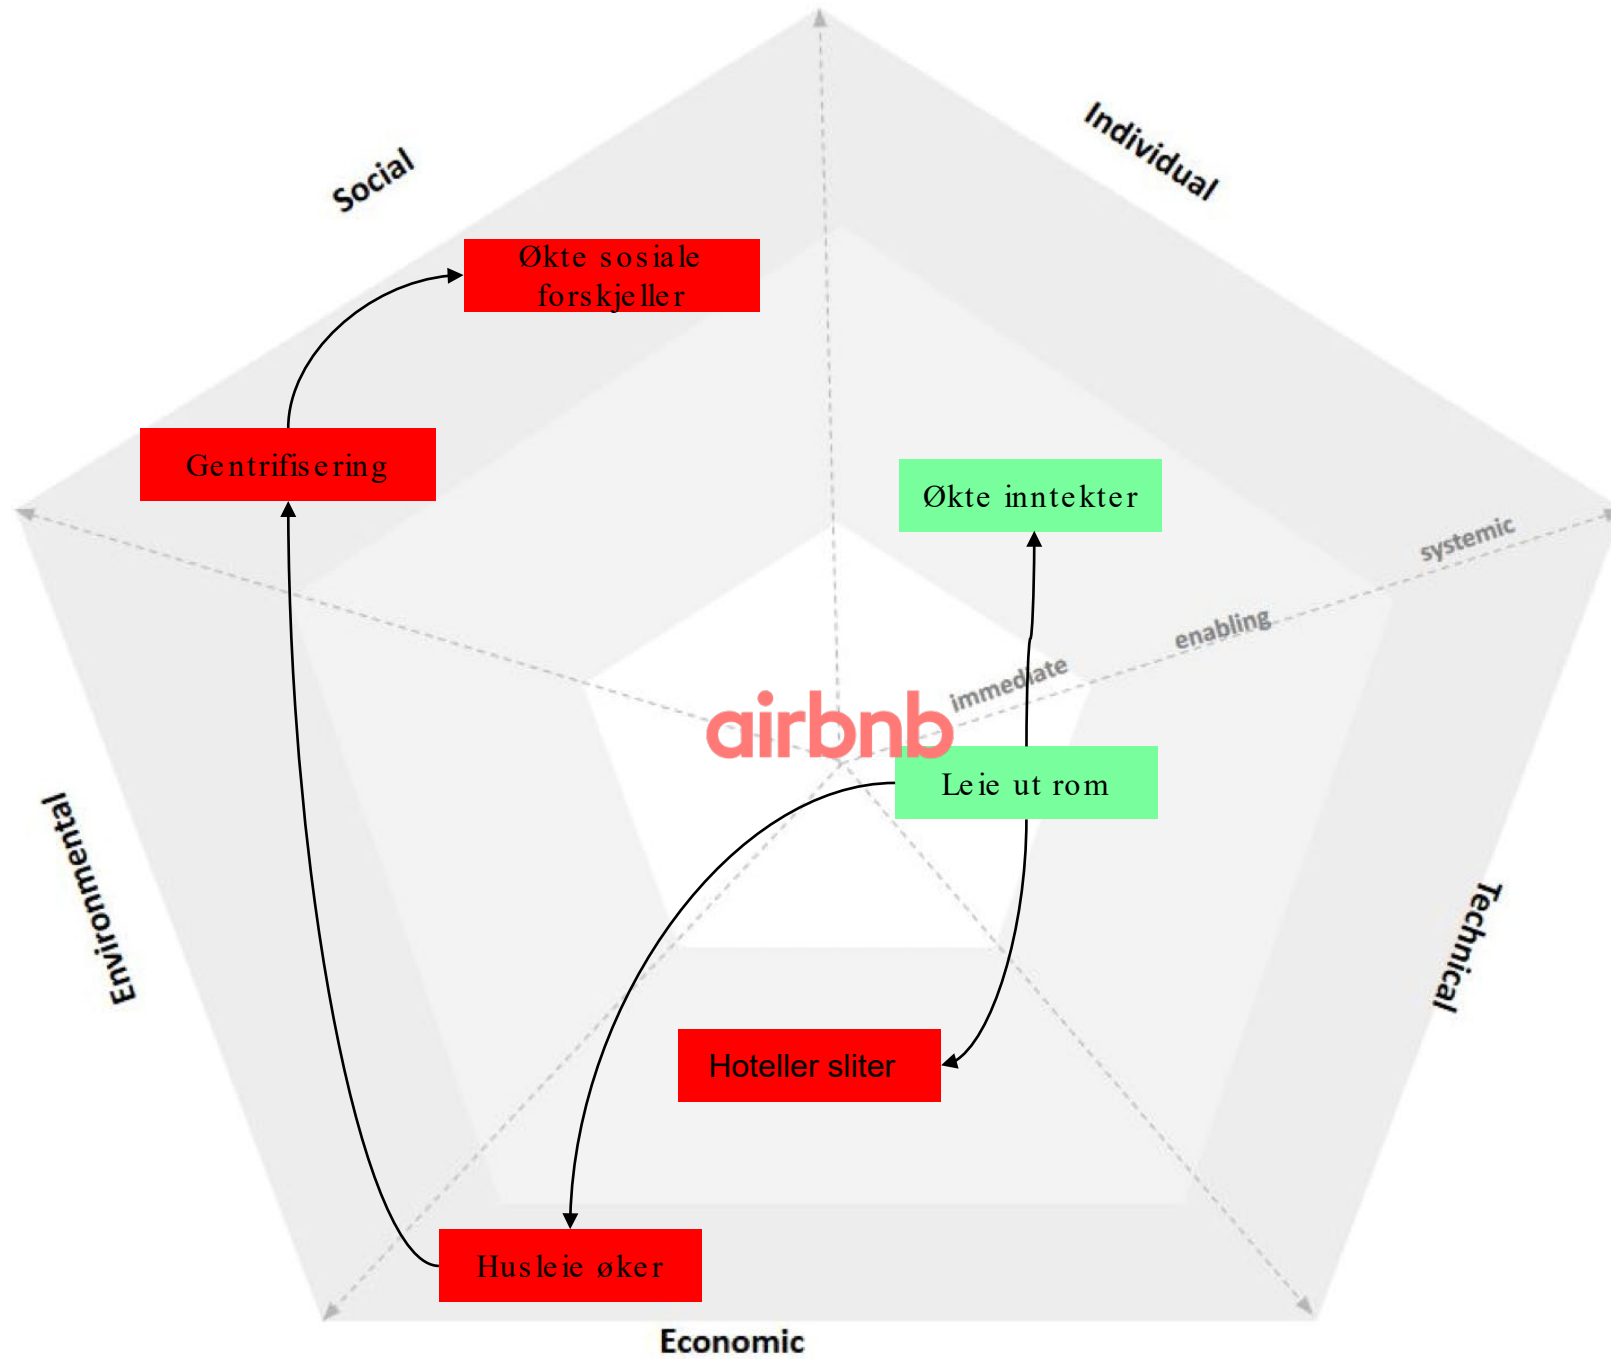 Individual
Social
Økte sosiale
forskjeller
Gentrifisering
Økte inntekter
systemic
enabling
immediate
airbnb
Leie ut rom
Environmental
Technical
Hoteller sliter
Husleie øker
Economic